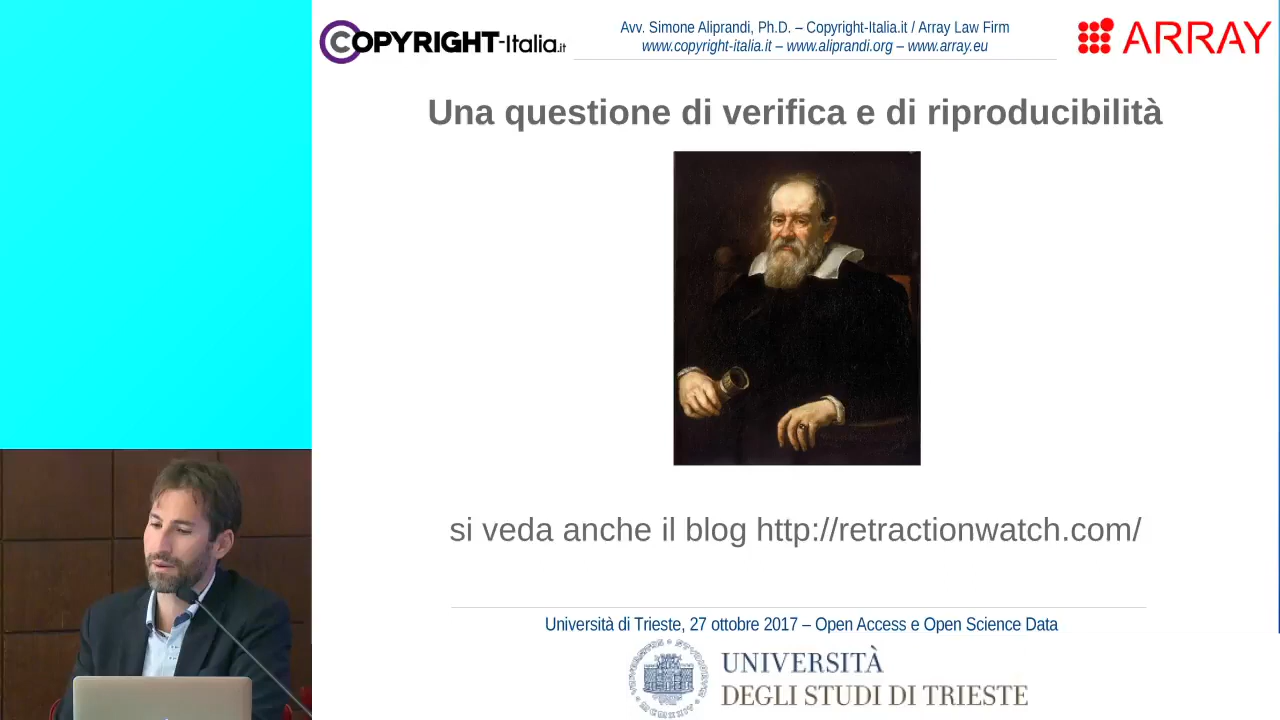 COPYRIGHT-Italia.it
Avv. Simone Aliprandi, Ph.D. – Copyright-Italia.it / Array Law Firm
www.copyright-italia.it – www.aliprandi.org – www.array.eu
ARRAY
Una questione di verifica e di riproducibilità
si veda anche il blog http://retractionwatch.com/
Università di Trieste, 27 ottobre 2017 – Open Access e Open Science Data
UNIVERSITÀ
DEGLI STUDI DI TRIESTE